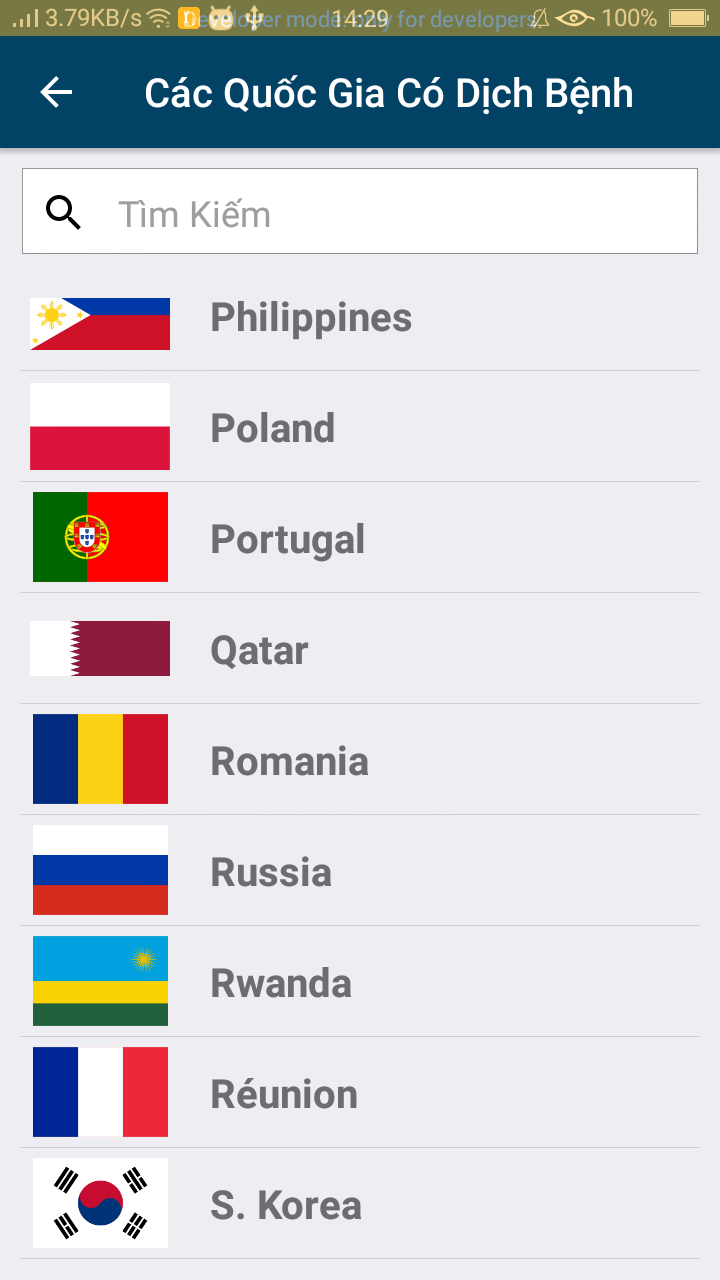 3.79KB/s Developer mode only for developers 14:29 100%
Các Quốc Gia Có Dịch Bệnh
Tìm Kiếm
Philippines
Poland
Portugal
Qatar
Romania
Russia
Rwanda
Réunion
S. Korea